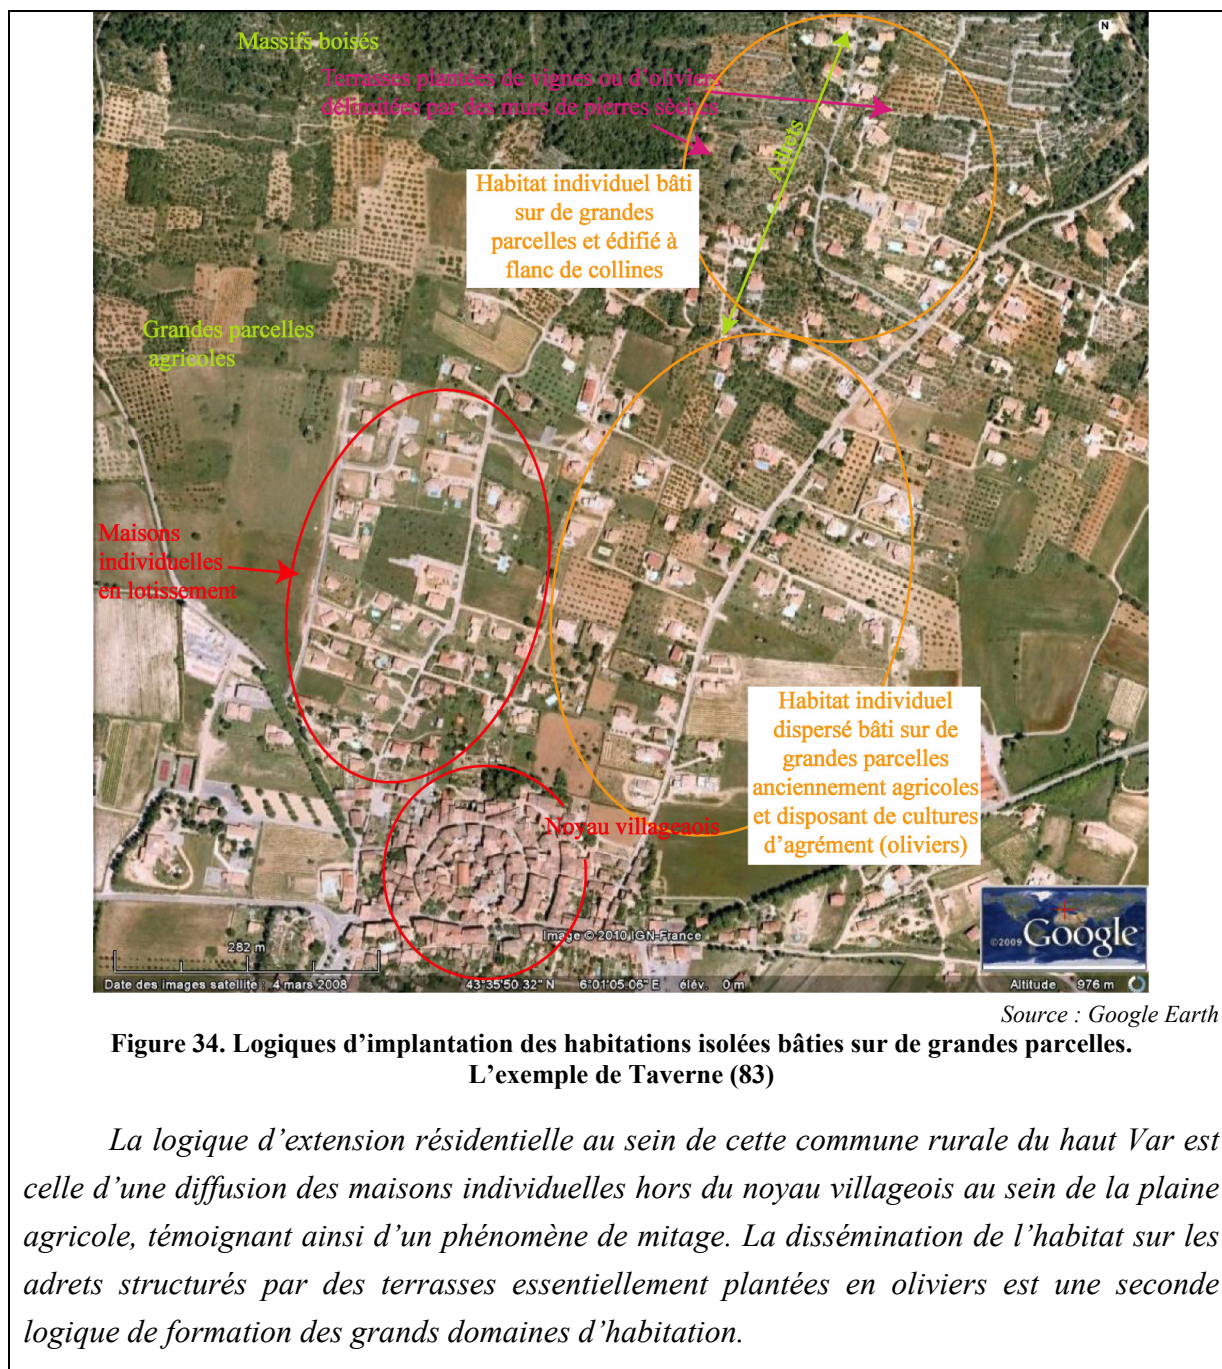 N
Massifs boisés
Terrasses plantées de vignes ou d'oliviers
délimitées par des murs de pierres sèches
Adrets
Habitat individuel bâti
sur de grandes
parcelles et édifié à
flanc de collines
Grandes parcelles
agricoles
Maisons
individuelles
en lotissement
Habitat individuel
dispersé bâti sur de
grandes parcelles
anciennement agricoles
et disposant de cultures
d'agrément (oliviers)
Noyau villageaois
282 m
Image © 2010 IGN-France
©2009 Google
Date des images satellite : 4 mars 2008 43°35'50.32" N 6°01'05.06" E élév. 0 m Altitude 976 m
Source : Google Earth
Figure 34. Logiques d'implantation des habitations isolées bâties sur de grandes parcelles.
L'exemple de Taverne (83)
La logique d'extension résidentielle au sein de cette commune rurale du haut Var est
celle d'une diffusion des maisons individuelles hors du noyau villageois au sein de la plaine
agricole, témoignant ainsi d'un phénomène de mitage. La dissémination de l'habitat sur les
adrets structurés par des terrasses essentiellement plantées en oliviers est une seconde
logique de formation des grands domaines d'habitation.